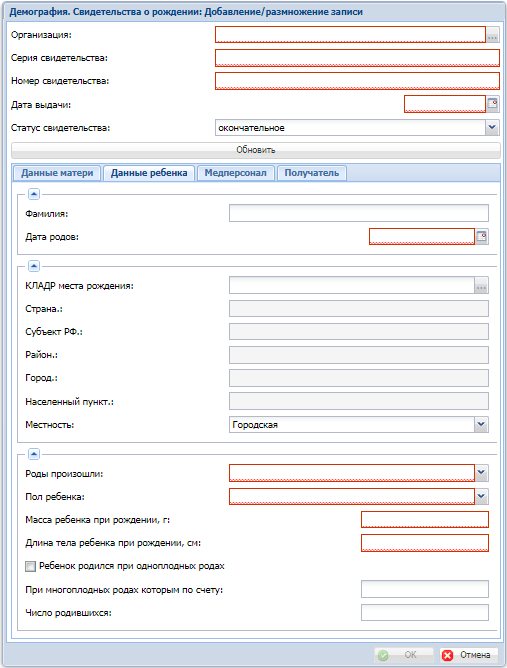 Демография. Свидетельства о рождении: Добавление/размножение записи
Организация:
Серия свидетельства:
Номер свидетельства:
Дата выдачи:
Статус свидетельства: окончательное
Обновить
Данные матери Данные ребенка Медперсонал Получатель
Фамилия:
Дата родов:
КЛАДР места рождения:
Страна.:
Субъект РФ.:
Район.:
Город.:
Населенный пункт.:
Местность: Городская
Роды произошли:
Пол ребенка:
Масса ребенка при рождении, г:
Длина тела ребенка при рождении, см:
Ребенок родился при одноплодных родах
При многоплодных родах которым по счету:
Число родившихся:
OK Отмена